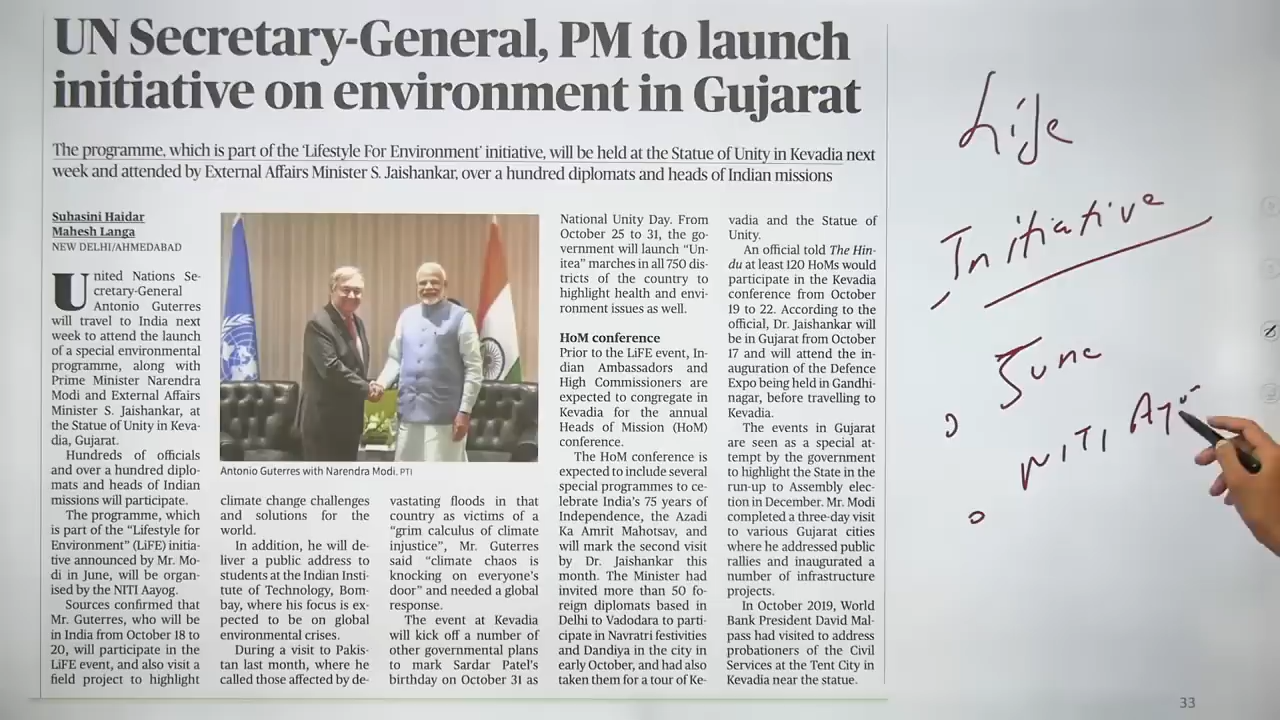 UN Secretary-General, PM to launch
initiative on environment in Gujarat
The programme, which is part of the ‘Lifestyle For Environment’ initiative, will be held at the Statue of Unity in Kevadia next
week and attended by External Affairs Minister S. Jaishankar, over a hundred diplomats and heads of Indian missions
Suhasini Haidar
Mahesh Langa
NEW DELHI/AHMEDABAD
United Nations Se-
cretary-General
Antonio Guterres
will travel to India next
week to attend the launch
of a special environmental
programme, along with
Prime Minister Narendra
Modi and External Affairs
Minister S. Jaishankar, at
the Statue of Unity in Keva-
dia, Gujarat.
Hundreds of officials
and over a hundred diplo-
mats and heads of Indian
missions will participate.
The programme, which
is part of the “Lifestyle for
Environment” (LiFE) initia-
tive announced by Mr. Mo-
di in June, will be organ-
ised by the NITI Aayog.
Sources confirmed that
Mr. Guterres, who will be
in India from October 18 to
20, will participate in the
LiFE event, and also visit a
field project to highlight
Antonio Guterres with Narendra Modi. PTI
climate change challenges
and solutions for the
world.
In addition, he will de-
liver a public address to
students at the Indian Insti-
tute of Technology, Bom-
bay, where his focus is ex-
pected to be on global
environmental crises.
During a visit to Pakis-
tan last month, where he
called those affected by de-
vastating floods in that
country as victims of a
“grim calculus of climate
injustice”, Mr. Guterres
said “climate chaos is
knocking on everyone’s
door” and needed a global
response.
The event at Kevadia
will kick off a number of
other governmental plans
to mark Sardar Patel’s
birthday on October 31 as
National Unity Day. From
October 25 to 31, the go-
vernment will launch “Un-
itea” marches in all 750 dis-
tricts of the country to
highlight health and envi-
ronment issues as well.
HoM conference
Prior to the LiFE event, In-
dian Ambassadors and
High Commissioners are
expected to congregate in
Kevadia for the annual
Heads of Mission (HoM)
conference.
The HoM conference is
expected to include several
special programmes to ce-
lebrate India’s 75 years of
Independence, the Azadi
Ka Amrit Mahotsav, and
will mark the second visit
by Dr. Jaishankar this
month. The Minister had
invited more than 50 fo-
reign diplomats based in
Delhi to Vadodara to parti-
cipate in Navratri festivities
and Dandiya in the city in
early October, and had also
taken them for a tour of Ke-
vadia and the Statue of
Unity.
An official told The Hin-
du at least 120 HoMs would
participate in the Kevadia
conference from October
19 to 22. According to the
official, Dr. Jaishankar will
be in Gujarat from October
17 and will attend the in-
auguration of the Defence
Expo being held in Gandhi-
nagar, before travelling to
Kevadia.
The events in Gujarat
are seen as a special at-
tempt by the government
to highlight the State in the
run-up to Assembly elec-
tion in December. Mr. Modi
completed a three-day visit
to various Gujarat cities
where he addressed public
rallies and inaugurated a
number of infrastructure
projects.
In October 2019, World
Bank President David Mal-
pass had visited to address
probationers of the Civil
Services at the Tent City in
Kevadia near the statue.
Life
Initiative
June
NITI
33